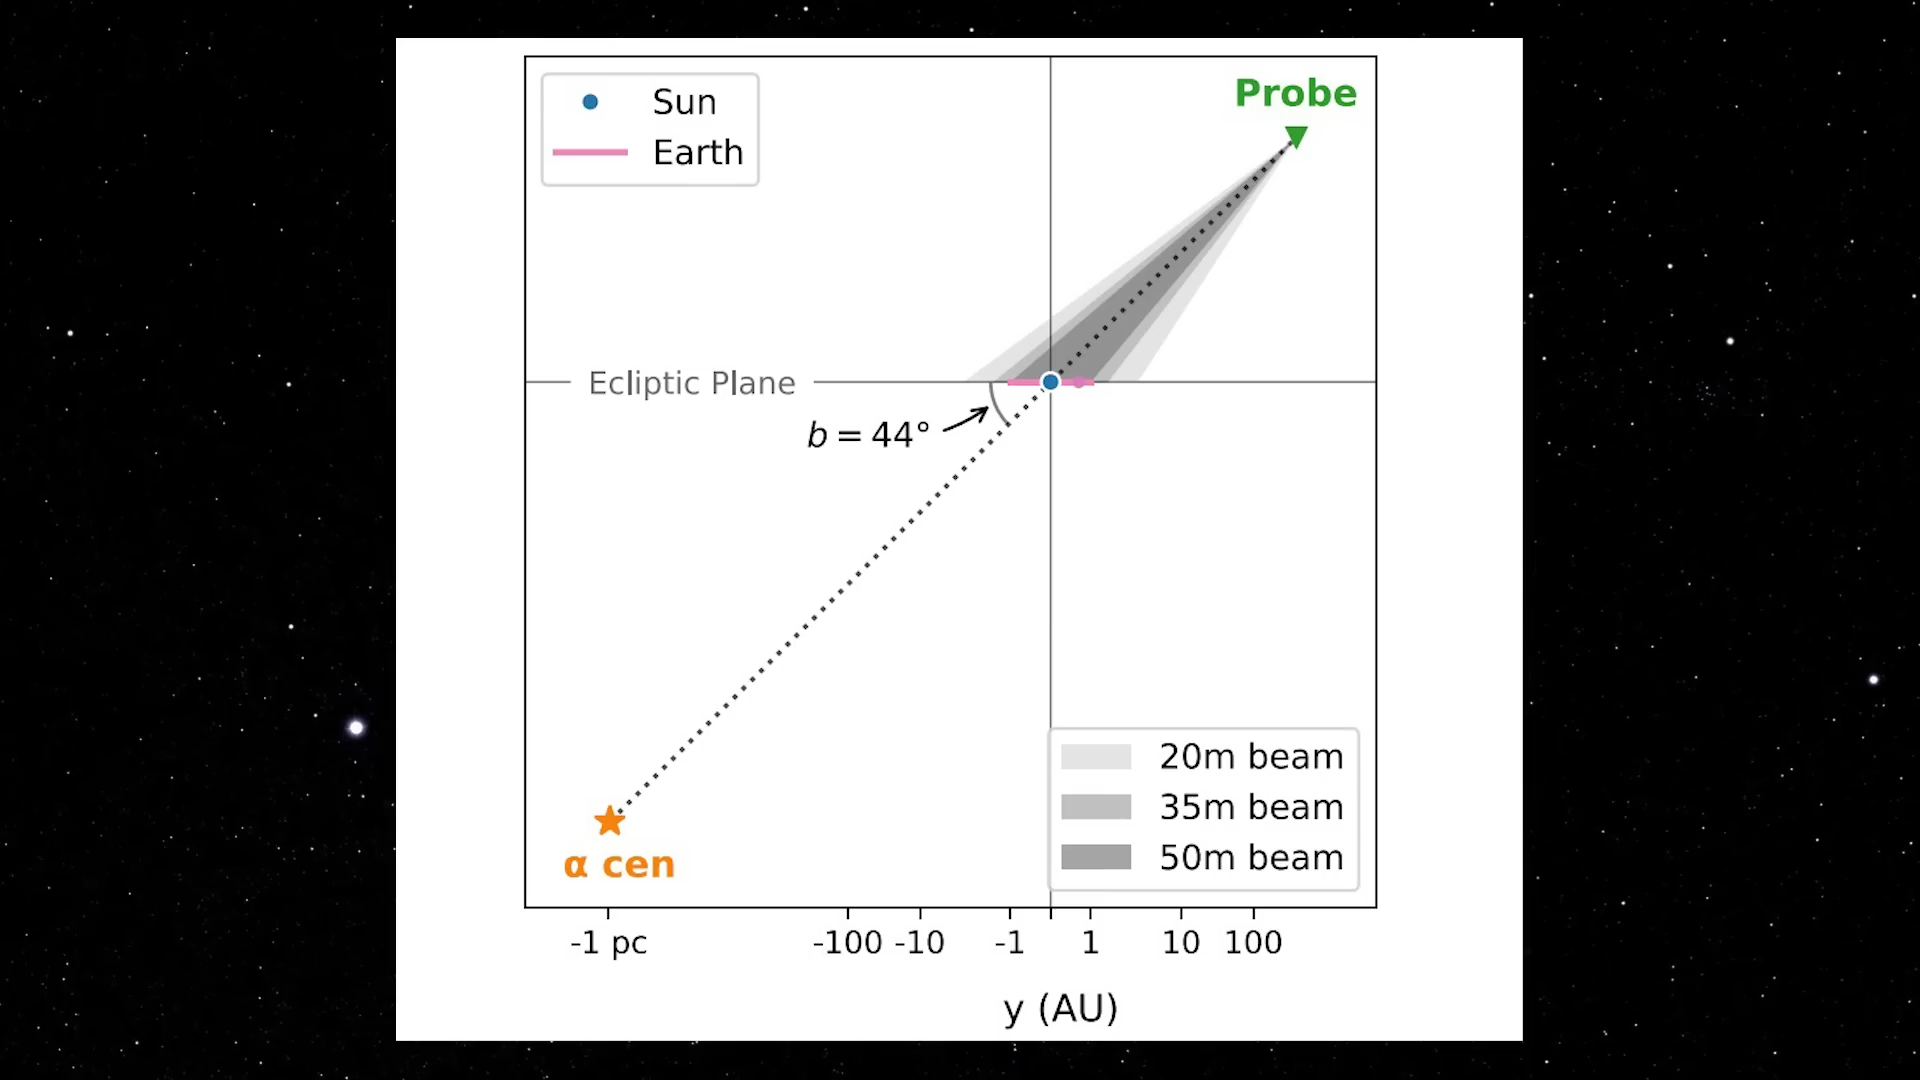 Probe
Sun
Earth
Ecliptic Plane
b = 44°
20m beam
35m beam
50m beam
α cen
-1 pc -100 -10 -1 1 10 100
y (AU)